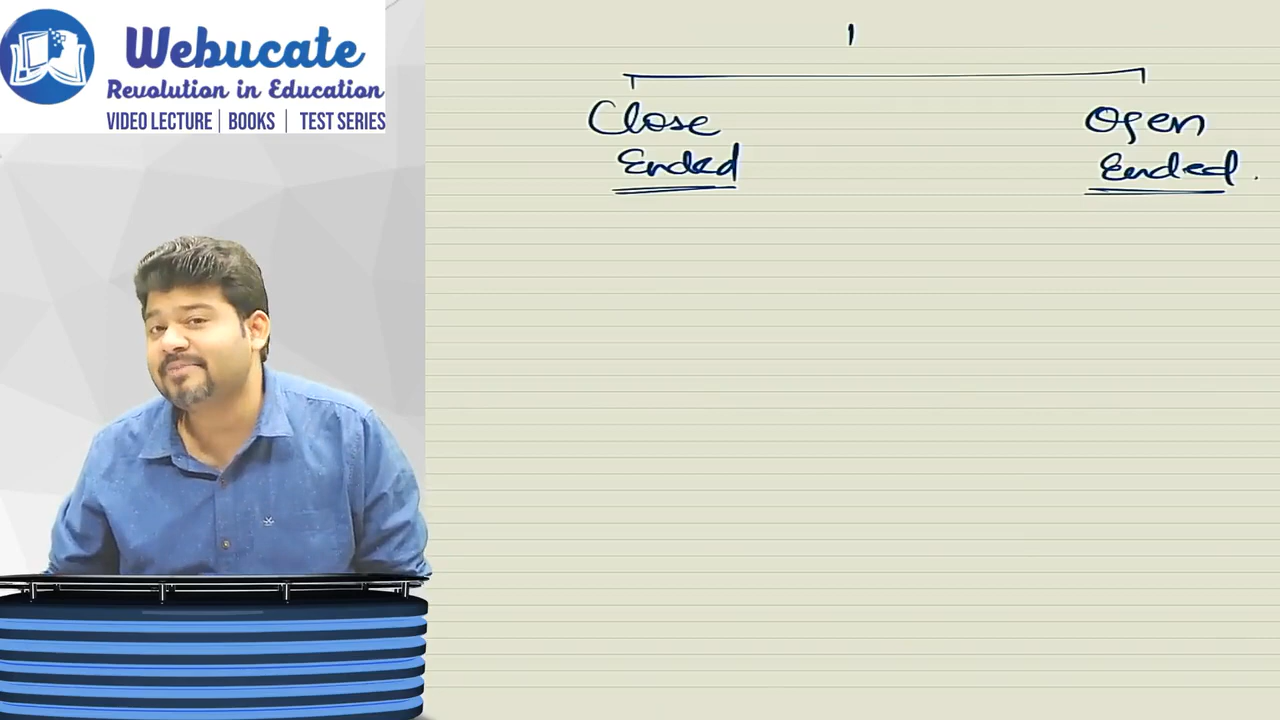 Webucate
Revolution in Education
VIDEO LECTURE | BOOKS | TEST SERIES
Close
Ended
Open
Ended.